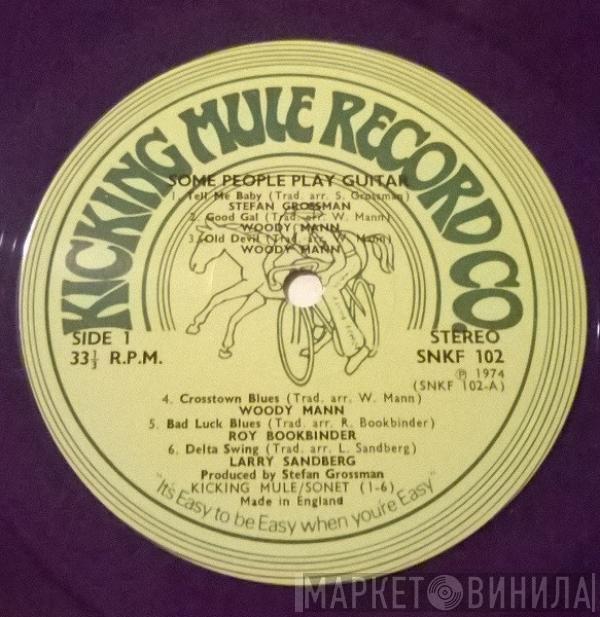 KICKING MULE RECORD CO.
SOME PEOPLE PLAY GUITAR
1. Tell Me Baby (Trad. arr. S. Grossman)
STEFAN GROSSMAN
2. Good Gal (Trad. arr. W. Mann)
WOODY MANN
3. Old Devil (Trad. arr. W. Mann)
WOODY MANN
SIDE 1
33⅓ R.P.M.
STEREO
SNKF 102
℗ 1974
(SNKF 102-A)
4. Crosstown Blues (Trad. arr. W. Mann)
WOODY MANN
5. Bad Luck Blues (Trad. arr. R. Bookbinder)
ROY BOOKBINDER
6. Delta Swing (Trad. arr. L. Sandberg)
LARRY SANDBERG
Produced by Stefan Grossman
KICKING MULE/SONET (1-6)
Made in England
"It's Easy to be Easy when you're Easy"
МАРКЕТ ВИНИЛА